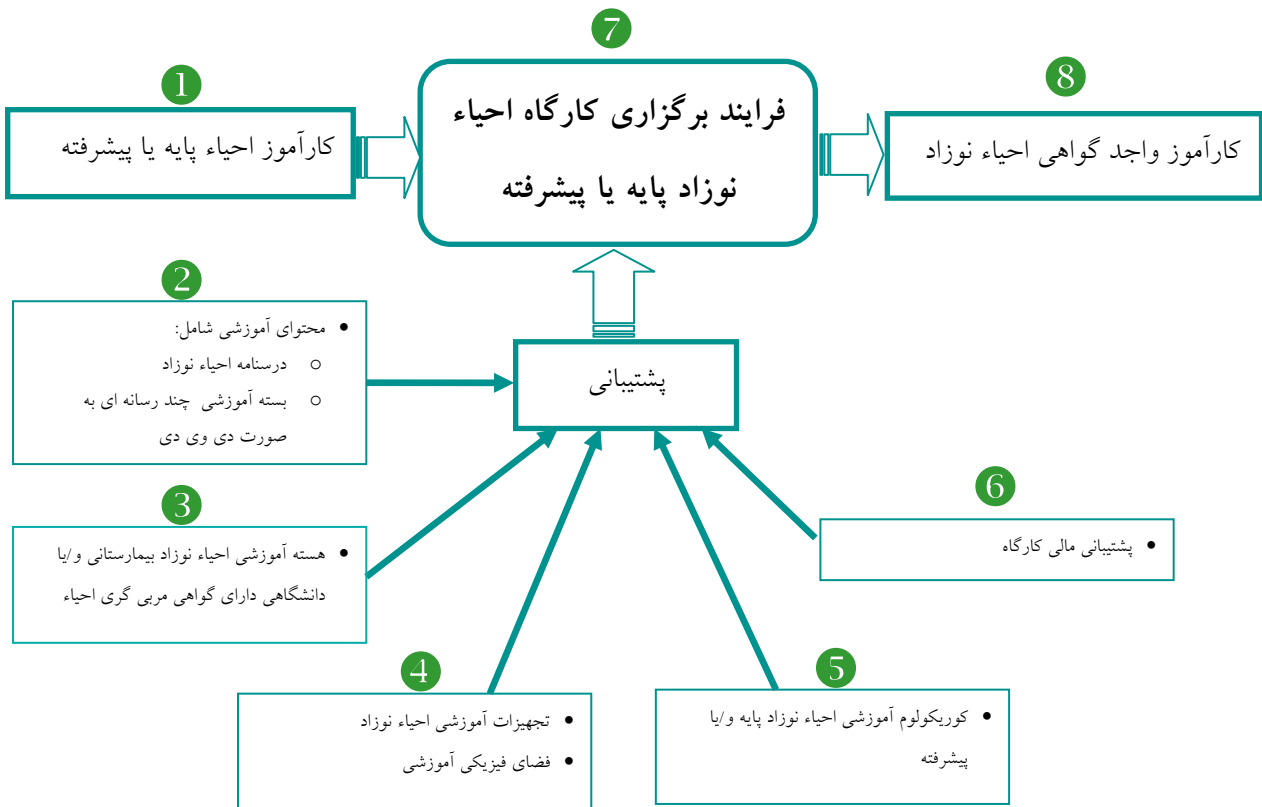 1
کارآموز احیاء پایه یا پیشرفته
7
فرایند برگزاری کارگاه احیاء
نوزاد پایه یا پیشرفته
8
کارآموز واجد گواهی احیاء نوزاد
2
• محتوای آموزشی شامل:
o درسنامه احیاء نوزاد
o بسته آموزشی چند رسانه ای به
صورت دی وی دی
پشتیبانی
3
• هسته آموزشی احیاء نوزاد بیمارستانی و/یا
دانشگاهی دارای گواهی مربی گری احیاء
4
• تجهیزات آموزشی احیاء نوزاد
• فضای فیزیکی آموزشی
5
• کوریکولوم آموزشی احیاء نوزاد پایه و/یا
پیشرفته
6
• پشتیبانی مالی کارگاه